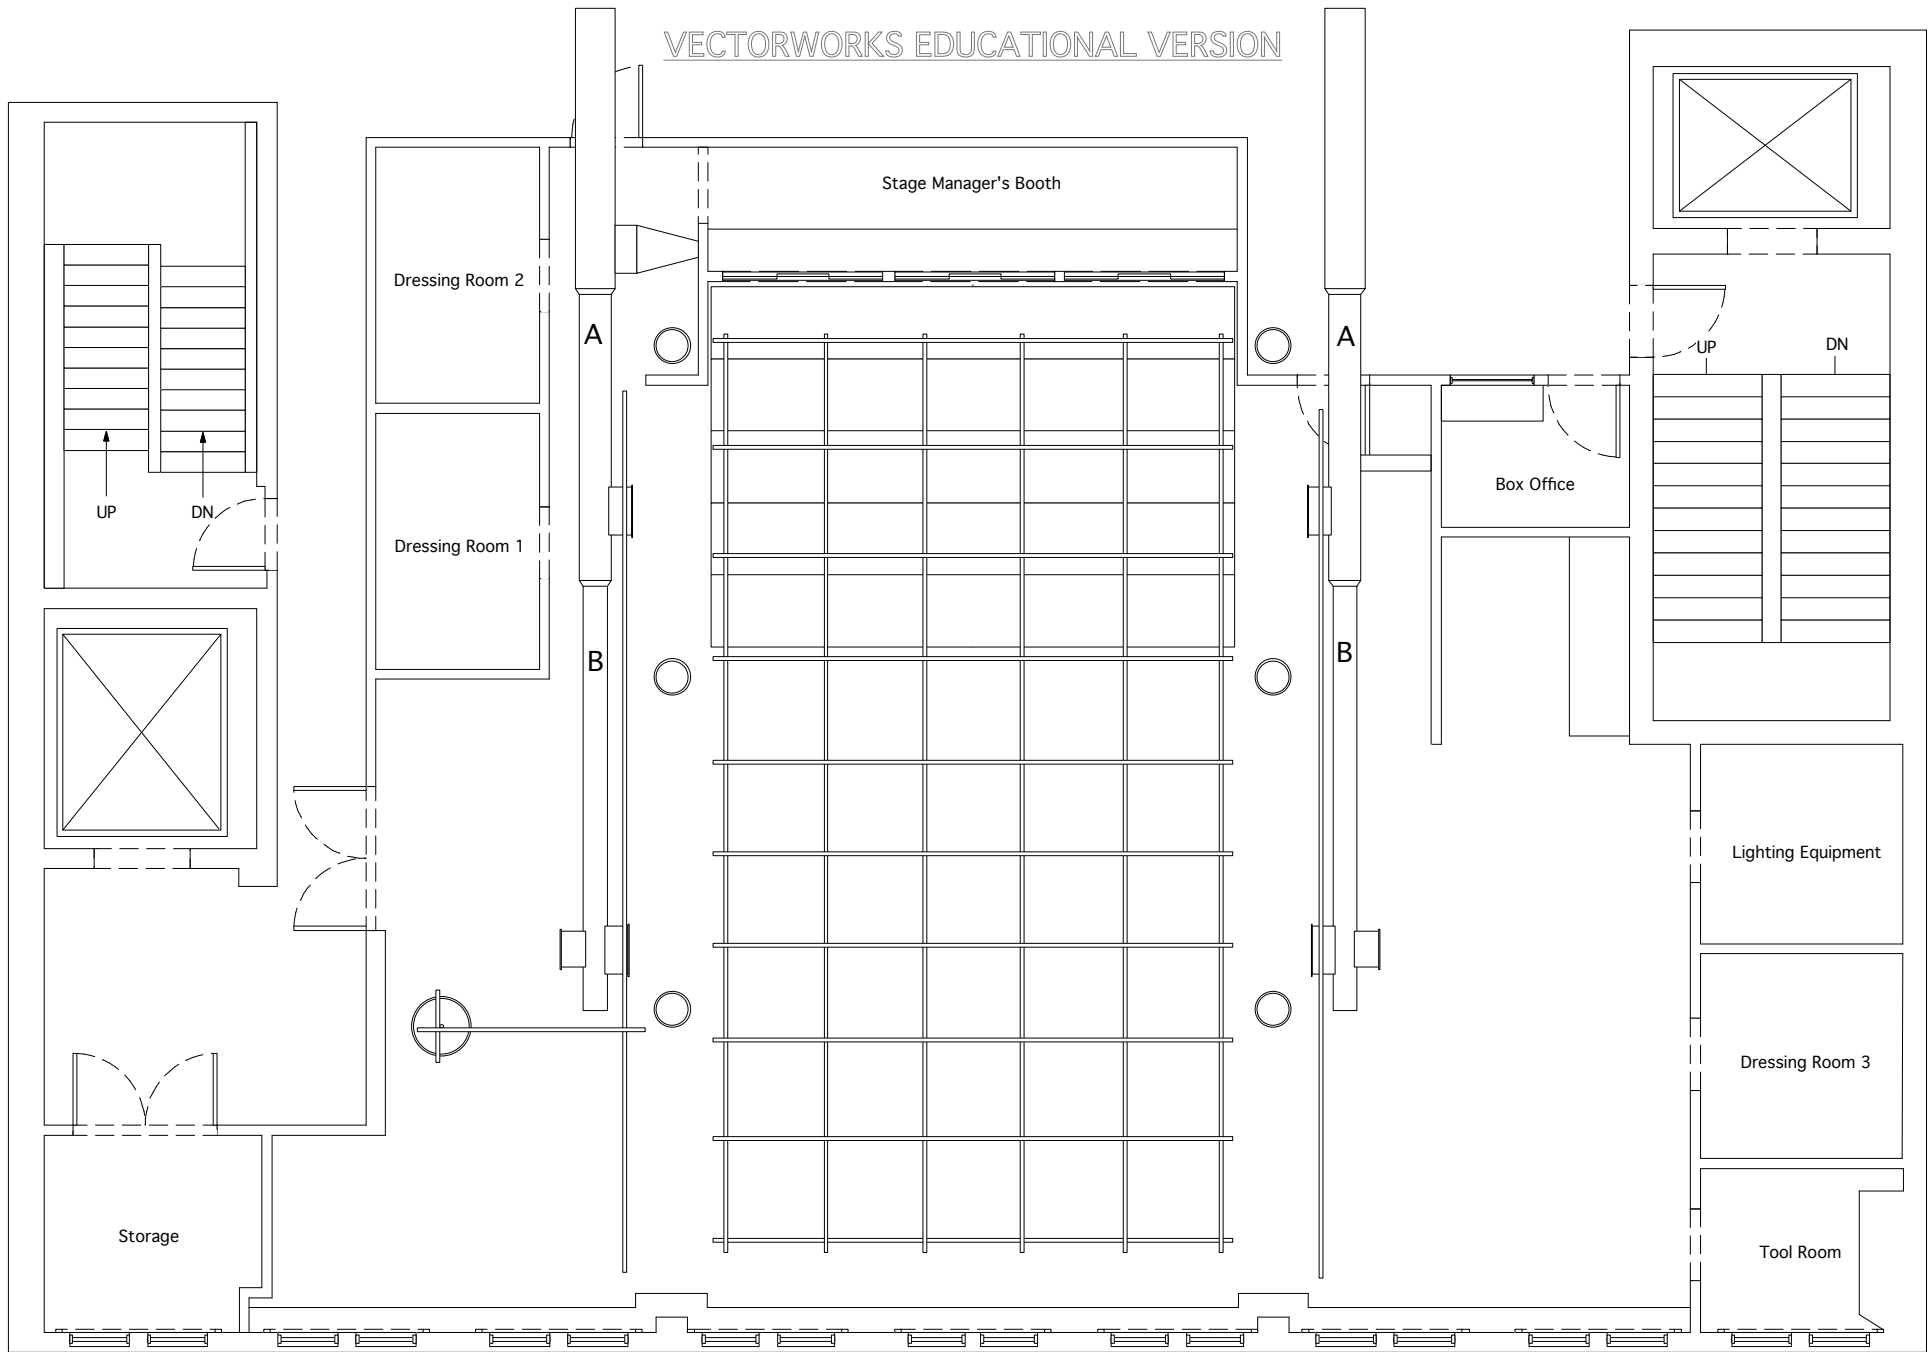 VECTORWORKS EDUCATIONAL VERSION
Stage Manager's Booth
Dressing Room 2
A
A
UP
DN
Box Office
UP
DN
Dressing Room 1
B
B
Lighting Equipment
Dressing Room 3
Storage
Tool Room